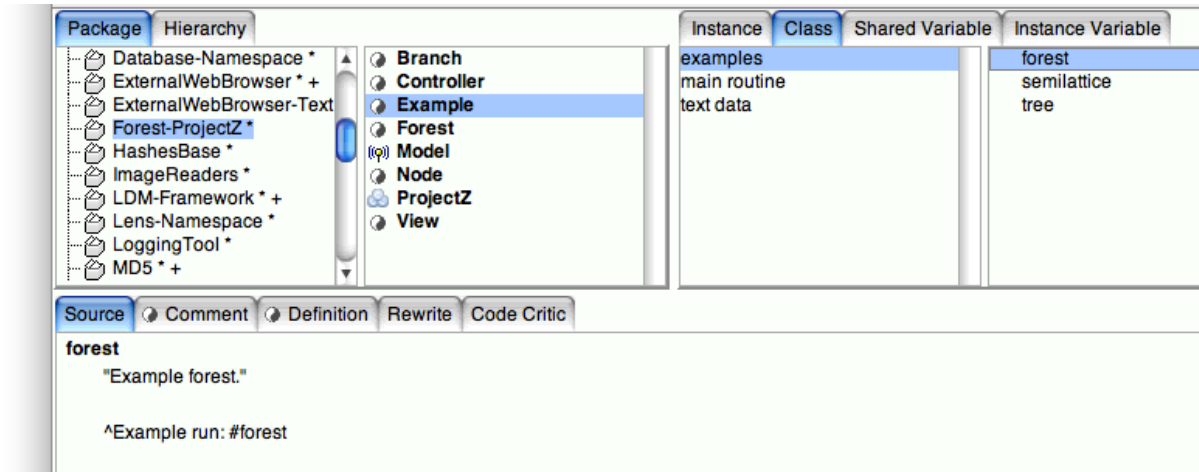 Package Hierarchy
Database-Namespace *
ExternalWebBrowser * +
ExternalWebBrowser-Text
Forest-ProjectZ *
HashesBase *
ImageReaders *
LDM-Framework * +
Lens-Namespace *
LoggingTool *
MD5 * +
Branch
Controller
Example
Forest
Model
Node
ProjectZ
View
Instance Class Shared Variable Instance Variable
examples
main routine
text data
forest
semilattice
tree
Source Comment Definition Rewrite Code Critic
forest
"Example forest."
^Example run: #forest